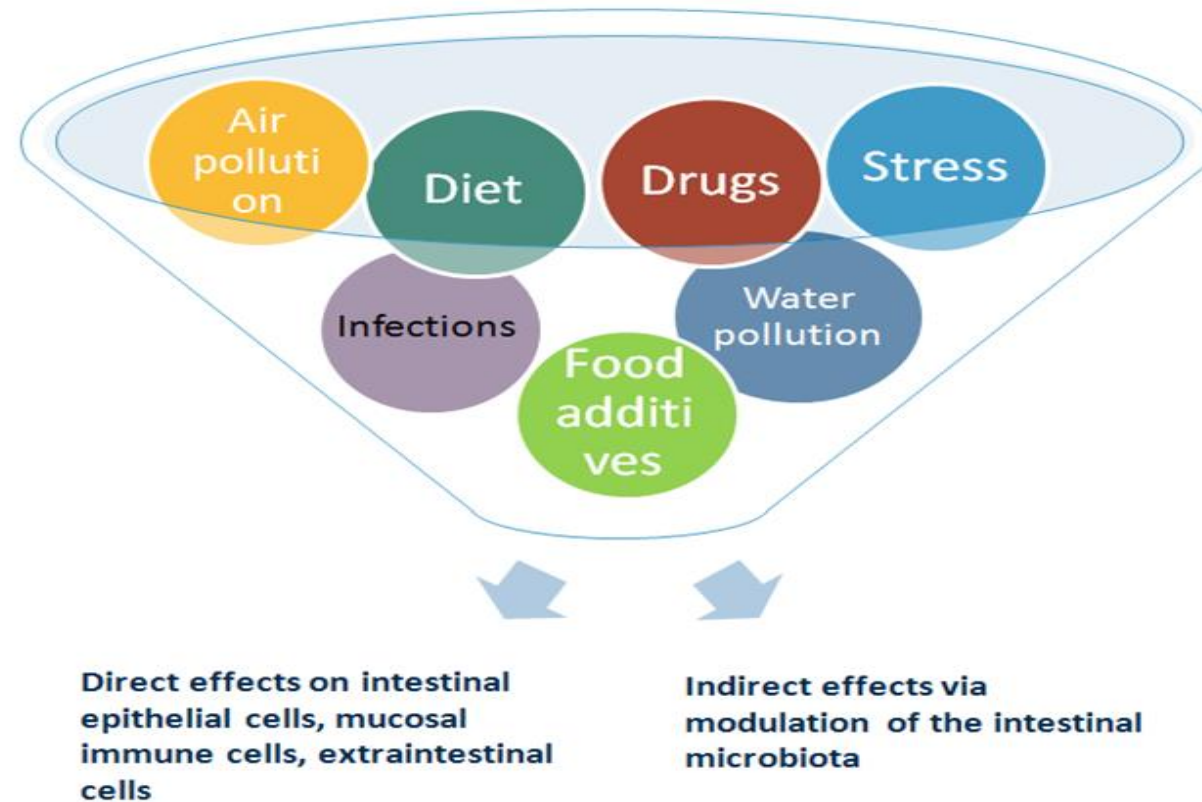 Air
polluti
on
Diet
Drugs
Stress
Infections
Water
pollution
Food
additi
ves
Direct effects on intestinal
epithelial cells, mucosal
immune cells, extraintestinal
cells
Indirect effects via
modulation of the intestinal
microbiota